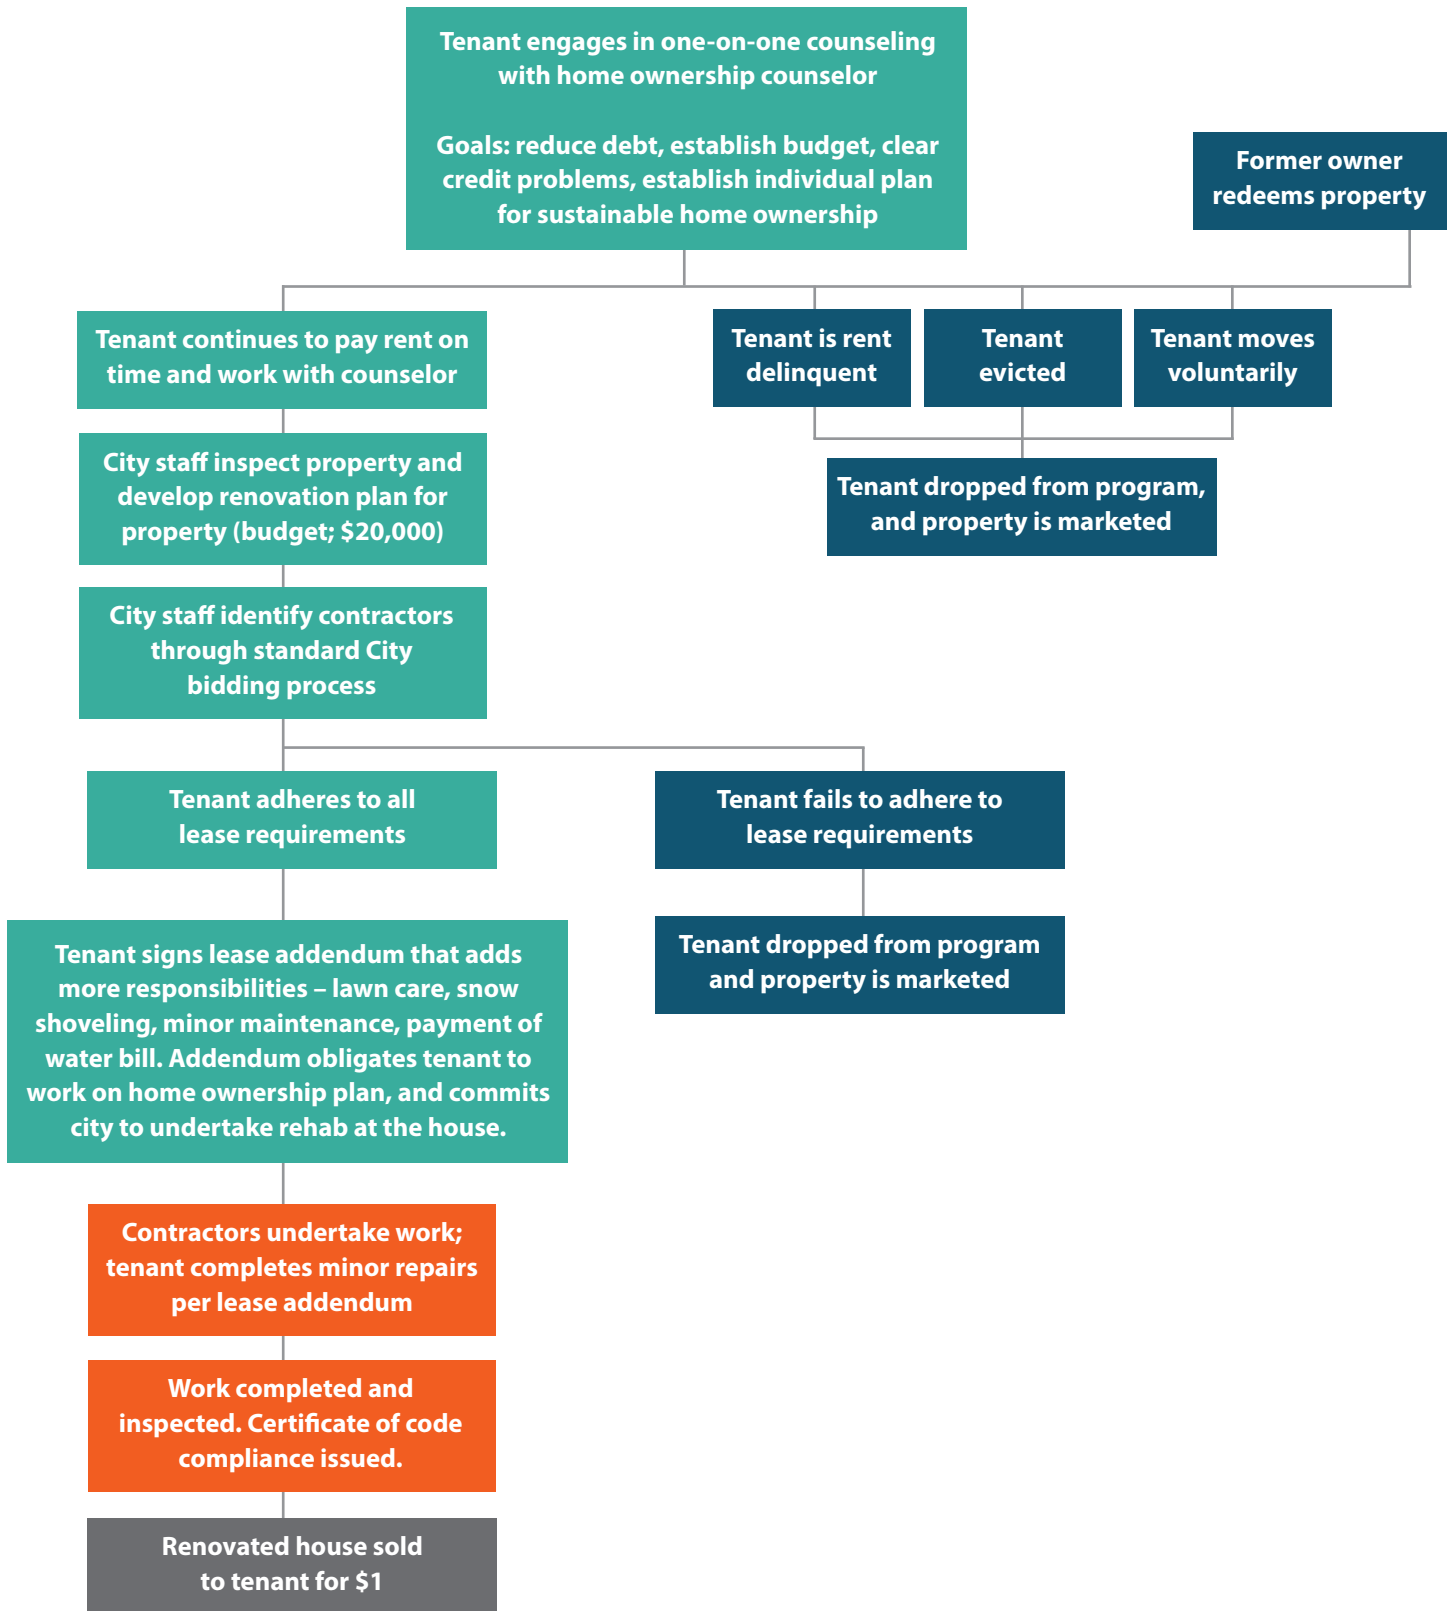 Tenant engages in one-on-one counseling
with home ownership counselor
Goals: reduce debt, establish budget, clear
credit problems, establish individual plan
for sustainable home ownership
Former owner
redeems property
Tenant continues to pay rent on
time and work with counselor
Tenant is rent
delinquent
Tenant
evicted
Tenant moves
voluntarily
Tenant dropped from program,
and property is marketed
City staff inspect property and
develop renovation plan for
property (budget; $20,000)
City staff identify contractors
through standard City
bidding process
Tenant adheres to all
lease requirements
Tenant fails to adhere to
lease requirements
Tenant dropped from program
and property is marketed
Tenant signs lease addendum that adds
more responsibilities – lawn care, snow
shoveling, minor maintenance, payment of
water bill. Addendum obligates tenant to
work on home ownership plan, and commits
city to undertake rehab at the house.
Contractors undertake work;
tenant completes minor repairs
per lease addendum
Work completed and
inspected. Certificate of code
compliance issued.
Renovated house sold
to tenant for $1